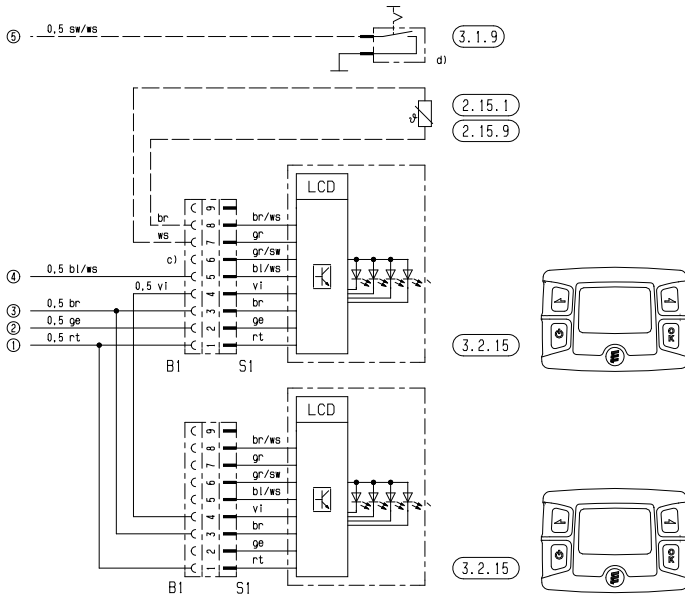 ⑤ 0,5 sw/ws
3.1.9
d)
2.15.1
2.15.9
LCD
9
br 8 br/ws
ws 7 gr
c) 6 gr/sw
④ 0,5 bl/ws 5 bl/ws
0,5 vi 4 vi
③ 0,5 br 3 br
② 0,5 ge 2 ge
① 0,5 rt 1 rt
3.2.15
B1 S1
LCD
9
8 br/ws
7 gr
6 gr/sw
5 bl/ws
4 vi
3 br
2 ge
1 rt
3.2.15
B1 S1
OK
OK